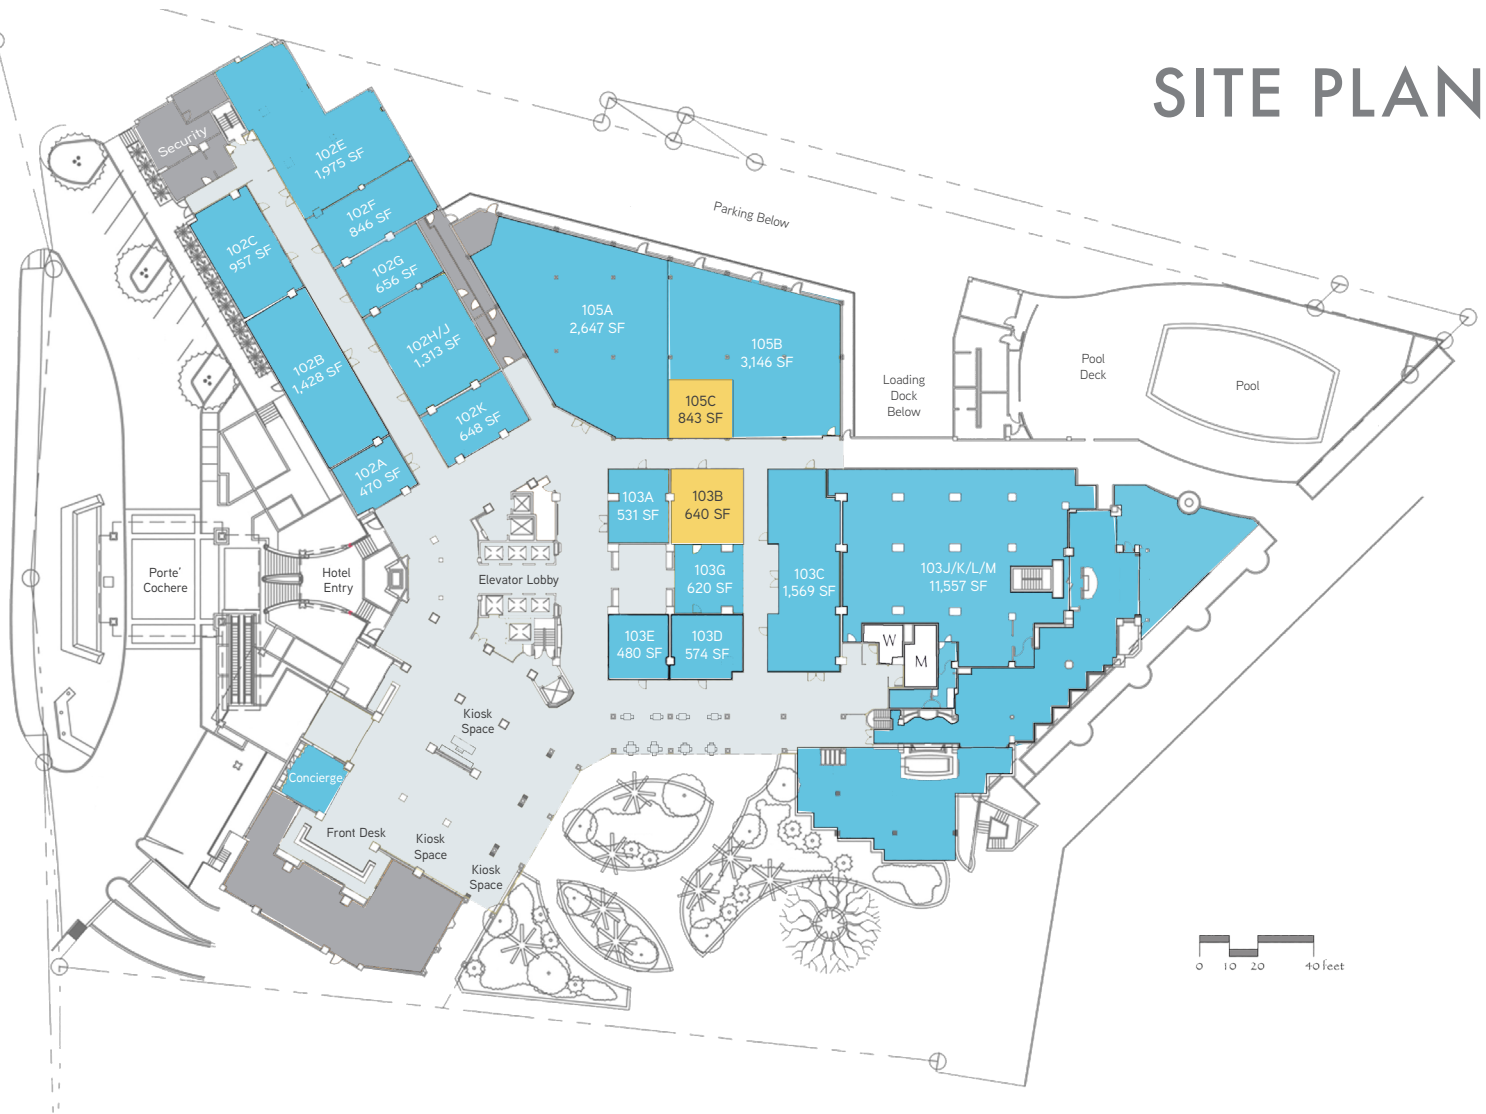 SITE PLAN
Security
102E
1,975 SF
102F
846 SF
102C
957 SF
102G
656 SF
102H/J
1,313 SF
102B
1,428 SF
102K
648 SF
102A
470 SF
Parking Below
105A
2,647 SF
105B
3,146 SF
105C
843 SF
Loading
Dock
Below
Pool
Deck
Pool
103A
531 SF
103B
640 SF
103G
620 SF
103C
1,569 SF
103J/K/L/M
11,557 SF
103E
480 SF
103D
574 SF
W
M
Elevator Lobby
Porte'
Cochere
Hotel
Entry
Kiosk
Space
Concierge
Front Desk
Kiosk
Space
Kiosk
Space
0 10 20 40 feet